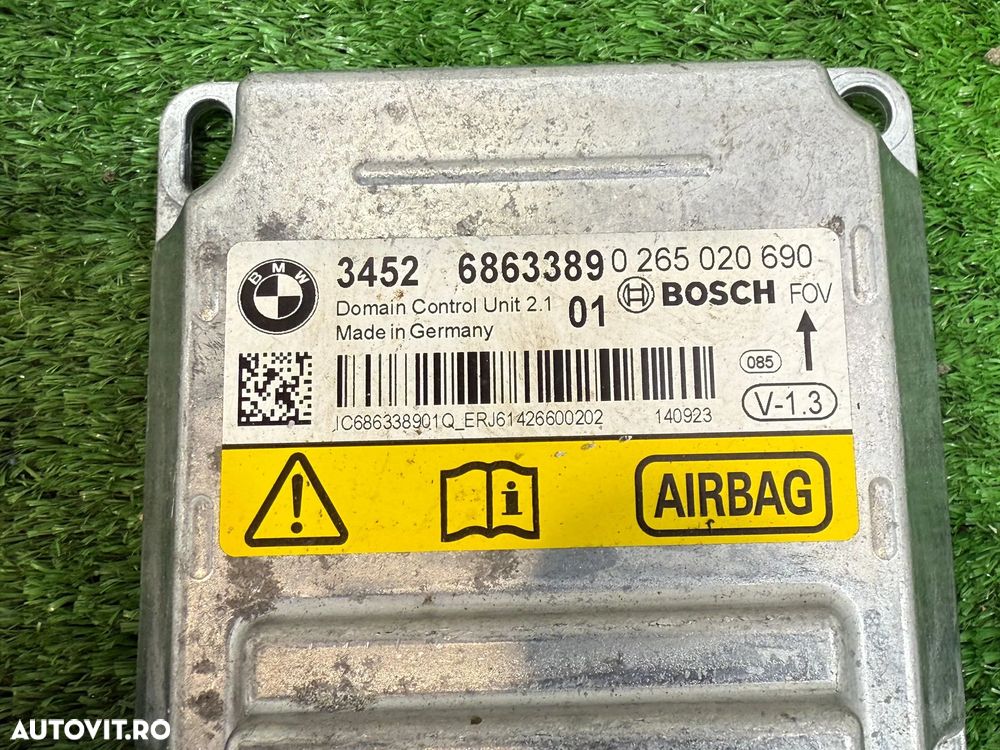 BMW
3452 6863389 0 265 020 690
Domain Control Unit 2.1 01 BOSCH FOV
Made in Germany
085
V-1.3
IC686338901Q_ERJ61426600202 140923
i
AIRBAG
AUTOVIT.RO